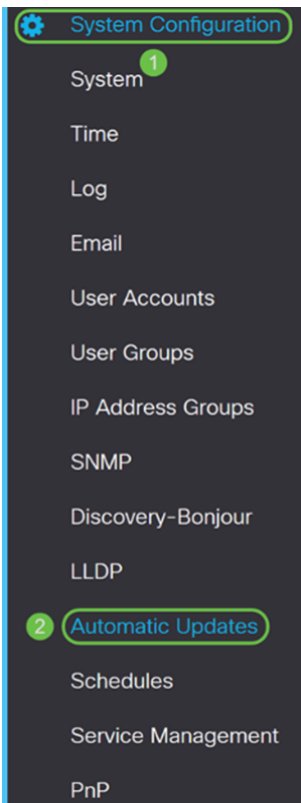 System Configuration
1
System
Time
Log
Email
User Accounts
User Groups
IP Address Groups
SNMP
Discovery-Bonjour
LLDP
2 Automatic Updates
Schedules
Service Management
PnP